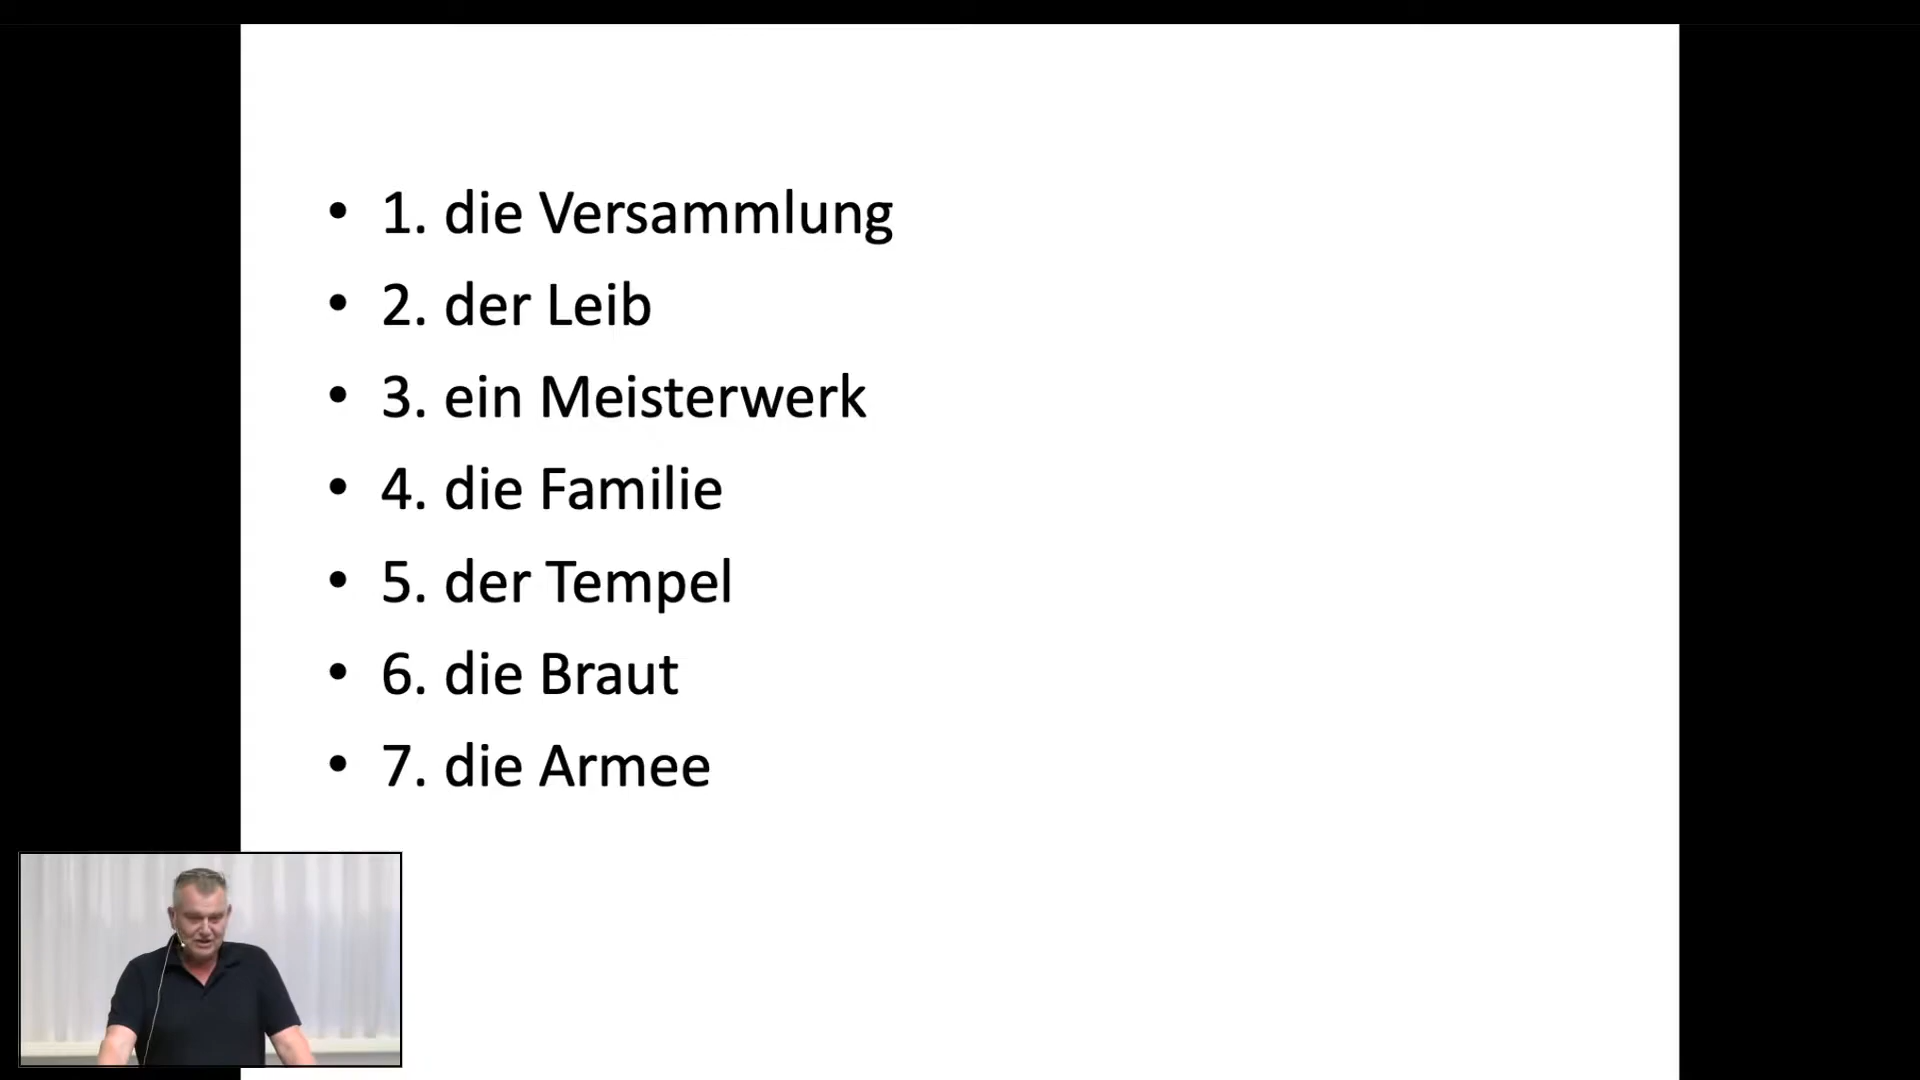 • 1. die Versammlung
• 2. der Leib
• 3. ein Meisterwerk
• 4. die Familie
• 5. der Tempel
• 6. die Braut
• 7. die Armee